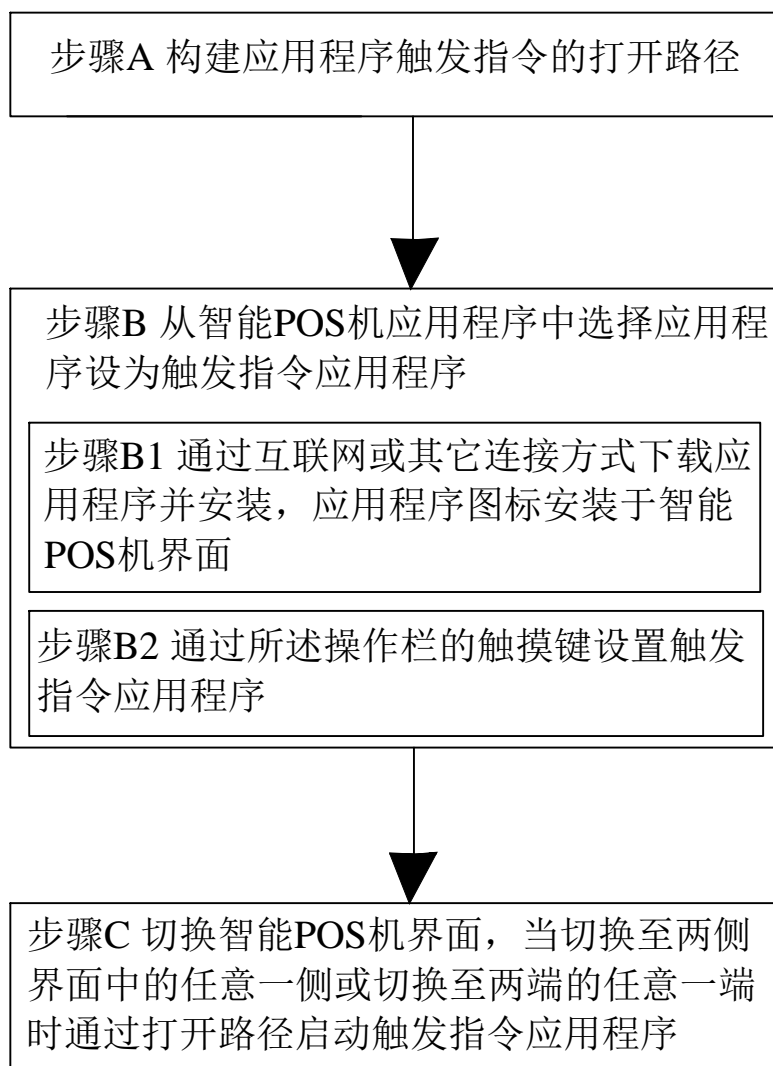 步骤A 构建应用程序触发指令的打开路径
步骤B 从智能POS机应用程序中选择应用程
序设为触发指令应用程序
步骤B1 通过互联网或其它连接方式下载应
用程序并安装，应用程序图标安装于智能
POS机界面
步骤B2 通过所述操作栏的触摸键设置触发
指令应用程序
步骤C 切换智能POS机界面，当切换至两侧
界面中的任意一侧或切换至两端的任意一端
时通过打开路径启动触发指令应用程序